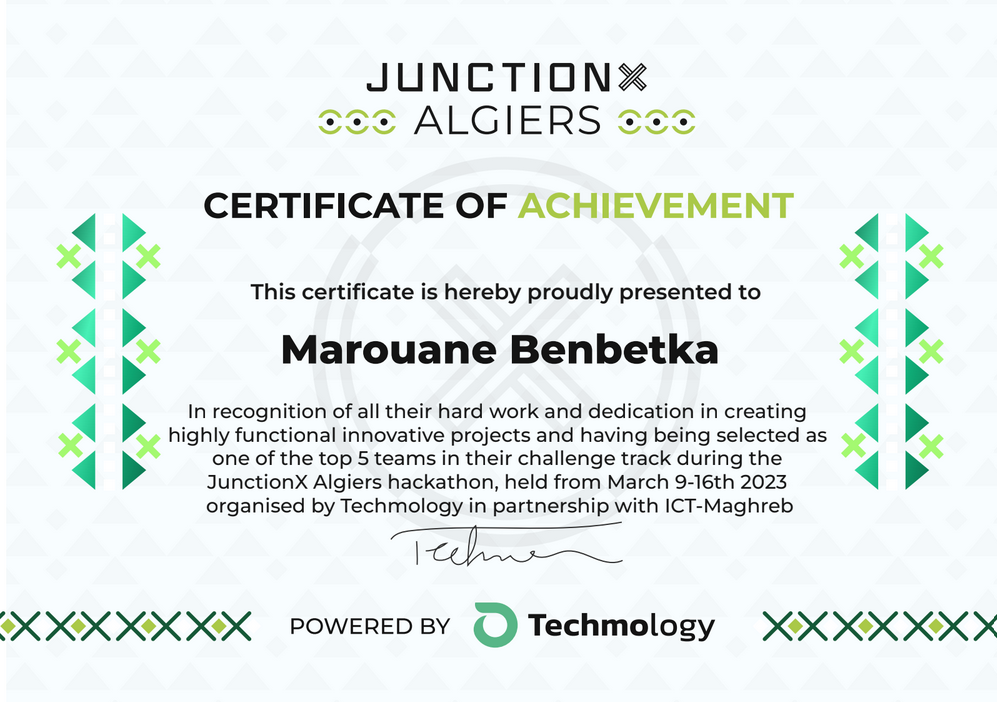 JUNCTIONX
ALGIERS
CERTIFICATE OF ACHIEVEMENT
This certificate is hereby proudly presented to
Marouane Benbetka
In recognition of all their hard work and dedication in creating
highly functional innovative projects and having being selected as
one of the top 5 teams in their challenge track during the
JunctionX Algiers hackathon, held from March 9-16th 2023
organised by Techmology in partnership with ICT-Maghreb
POWERED BY Techmology